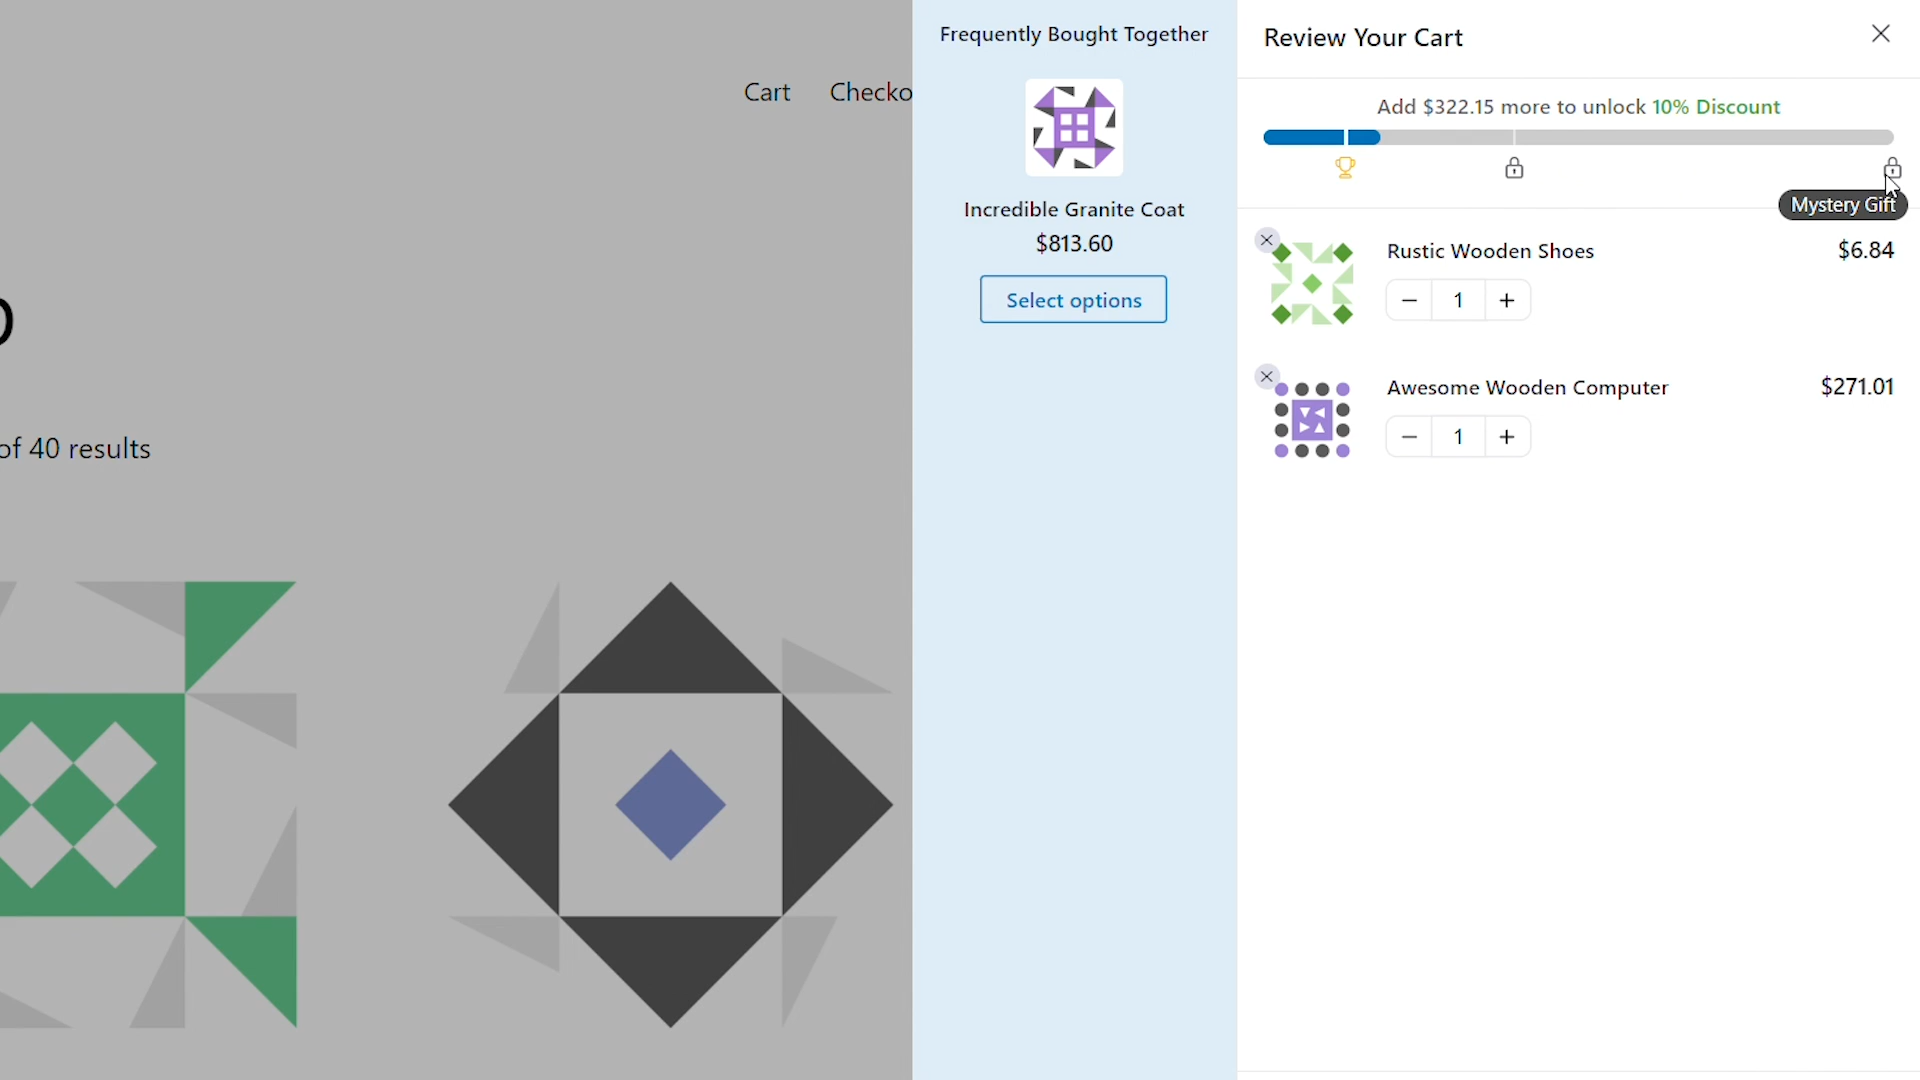 Cart Checko
of 40 results
Frequently Bought Together
Incredible Granite Coat
$813.60
Select options
Review Your Cart
Add $322.15 more to unlock 10% Discount
Mystery Gift
Rustic Wooden Shoes $6.84
1
Awesome Wooden Computer $271.01
1